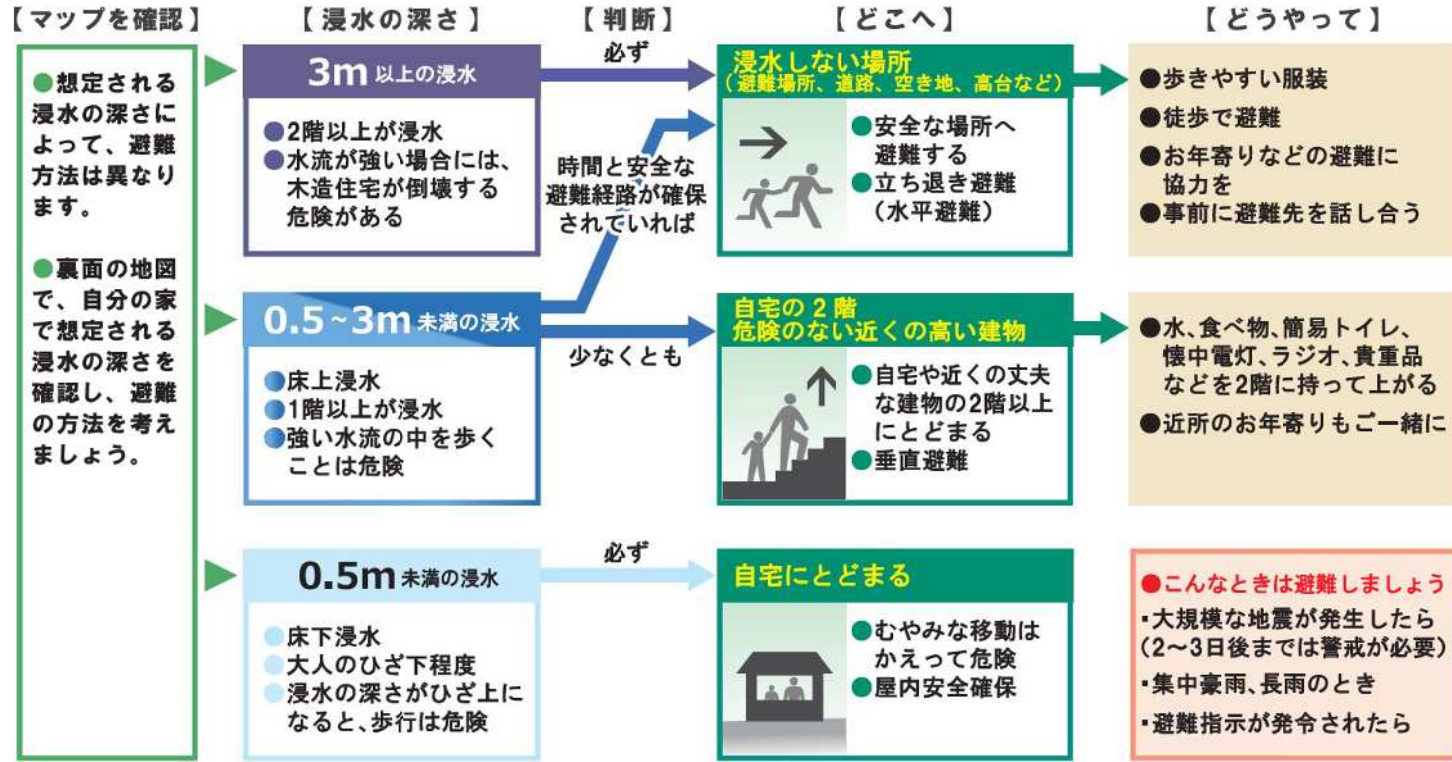 【マップを確認】
【浸水の深さ】
【判断】
【どこへ】
【どうやって】
●想定される
浸水の深さに
よって、避難
方法は異なり
ます。
●裏面の地図
で、自分の家
で想定される
浸水の深さを
確認し、避難
の方法を考え
ましょう。
3m以上の浸水
●2階以上が浸水
●水流が強い場合には、
木造住宅が倒壊する
危険がある
必ず
時間と安全な
避難経路が確保
されていれば
浸水しない場所
(避難場所、道路、空き地、高台など)
●安全な場所へ
避難する
●立ち退き避難
(水平避難)
●歩きやすい服装
●徒歩で避難
●お年寄りなどの避難に
協力を
●事前に避難先を話し合う
0.5~3m未満の浸水
●床上浸水
●1階以上が浸水
●強い水流の中を歩く
ことは危険
少なくとも
自宅の2階
危険のない近くの高い建物
●自宅や近くの丈夫
な建物の2階以上
にとどまる
●垂直避難
●水、食べ物、簡易トイレ、
懐中電灯、ラジオ、貴重品
などを2階に持って上がる
●近所のお年寄りもご一緒に
0.5m未満の浸水
●床下浸水
●大人のひざ下程度
●浸水の深さがひざ上に
なると、歩行は危険
必ず
自宅にとどまる
●むやみな移動は
かえって危険
●屋内安全確保
●こんなときは避難しましょう
・大規模な地震が発生したら
(2〜3日後までは警戒が必要)
・集中豪雨、長雨のとき
・避難指示が発令されたら